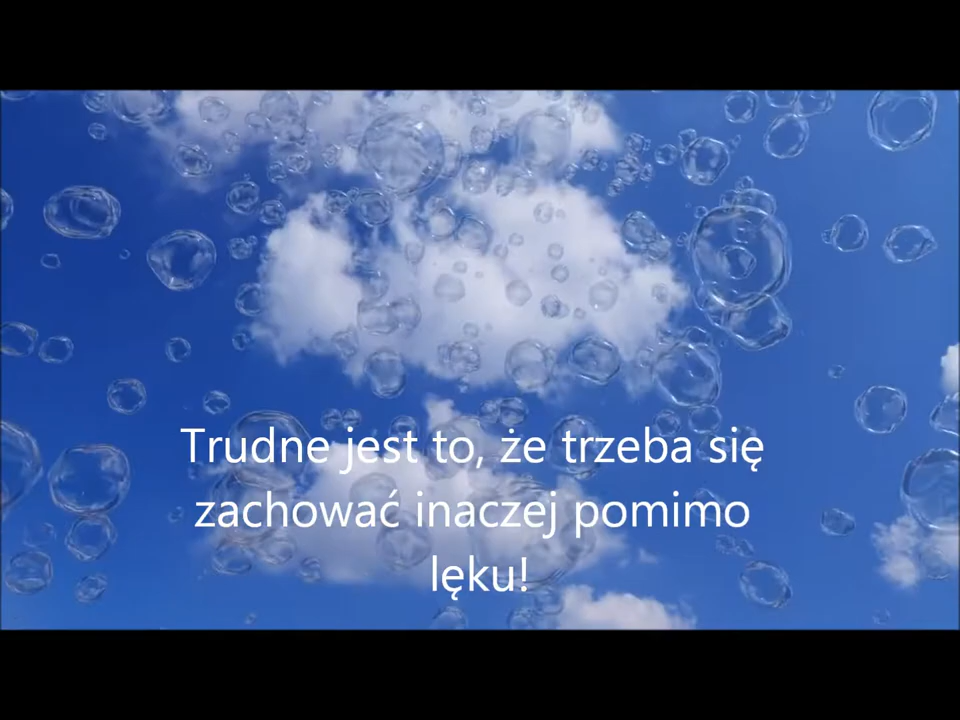 Trudne jest to, że trzeba się
zachować inaczej pomimo
lęku!